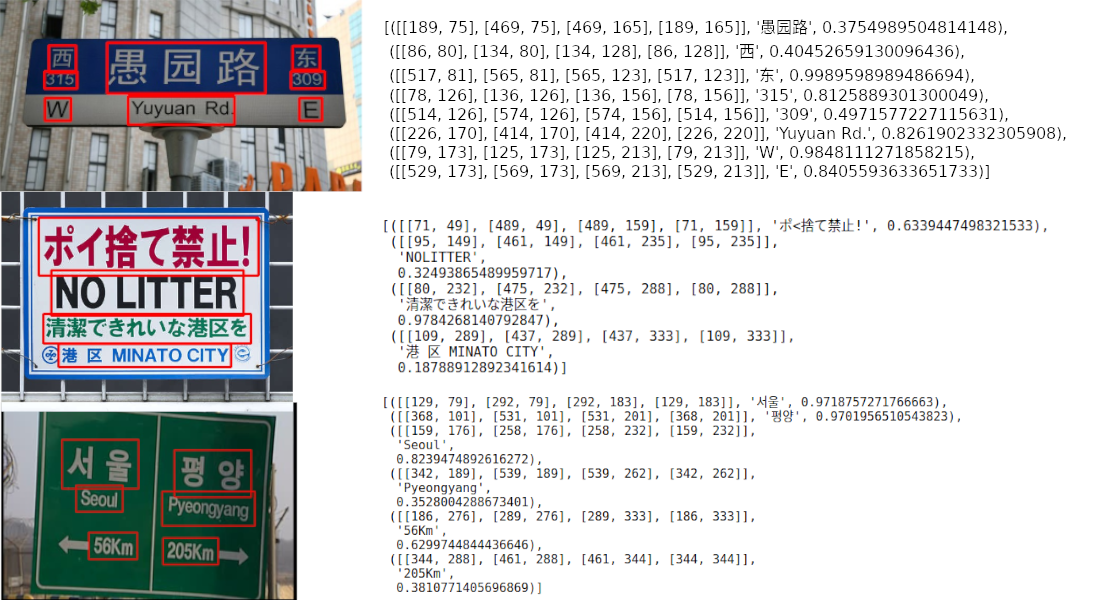 西 愚园路 东
315 309
W Yuyuan Rd. E
[([[189, 75], [469, 75], [469, 165], [189, 165]], '愚园路', 0.3754989504814148),
([[86, 80], [134, 80], [134, 128], [86, 128]], '西', 0.40452659130096436),
([[517, 81], [565, 81], [565, 123], [517, 123]], '东', 0.9989598989486694),
([[78, 126], [136, 126], [136, 156], [78, 156]], '315', 0.8125889301300049),
([[514, 126], [574, 126], [574, 156], [514, 156]], '309', 0.4971577227115631),
([[226, 170], [414, 170], [414, 220], [226, 220]], 'Yuyuan Rd.', 0.8261902332305908),
([[79, 173], [125, 173], [125, 213], [79, 213]], 'W', 0.9848111271858215),
([[529, 173], [569, 173], [569, 213], [529, 213]], 'E', 0.8405593633651733)]
ポイ捨て禁止!
NO LITTER
清潔できれいな港区を
港 区 MINATO CITY
[([[71, 49], [489, 49], [489, 159], [71, 159]], 'ポ<捨て禁止!', 0.6339447498321533),
([[95, 149], [461, 149], [461, 235], [95, 235]],
'NOLITTER',
0.32493865489959717),
([[80, 232], [475, 232], [475, 288], [80, 288]],
'清潔できれいな港区を',
0.9784268140792847),
([[109, 289], [437, 289], [437, 333], [109, 333]],
'港 区 MINATO CITY',
0.18788912892341614)]
서울 평양
Seoul Pyeongyang
56Km 205Km
[([[129, 79], [292, 79], [292, 183], [129, 183]], '서울', 0.9718757271766663),
([[368, 101], [531, 101], [531, 201], [368, 201]], '평양', 0.9701956510543823),
([[159, 176], [258, 176], [258, 232], [159, 232]],
'Seoul',
0.8239474892616272),
([[342, 189], [539, 189], [539, 262], [342, 262]],
'Pyeongyang',
0.3528004288673401),
([[186, 276], [289, 276], [289, 333], [186, 333]],
'56Km',
0.6299744844436646),
([[344, 288], [461, 288], [461, 344], [344, 344]],
'205Km',
0.3810771405696869)]